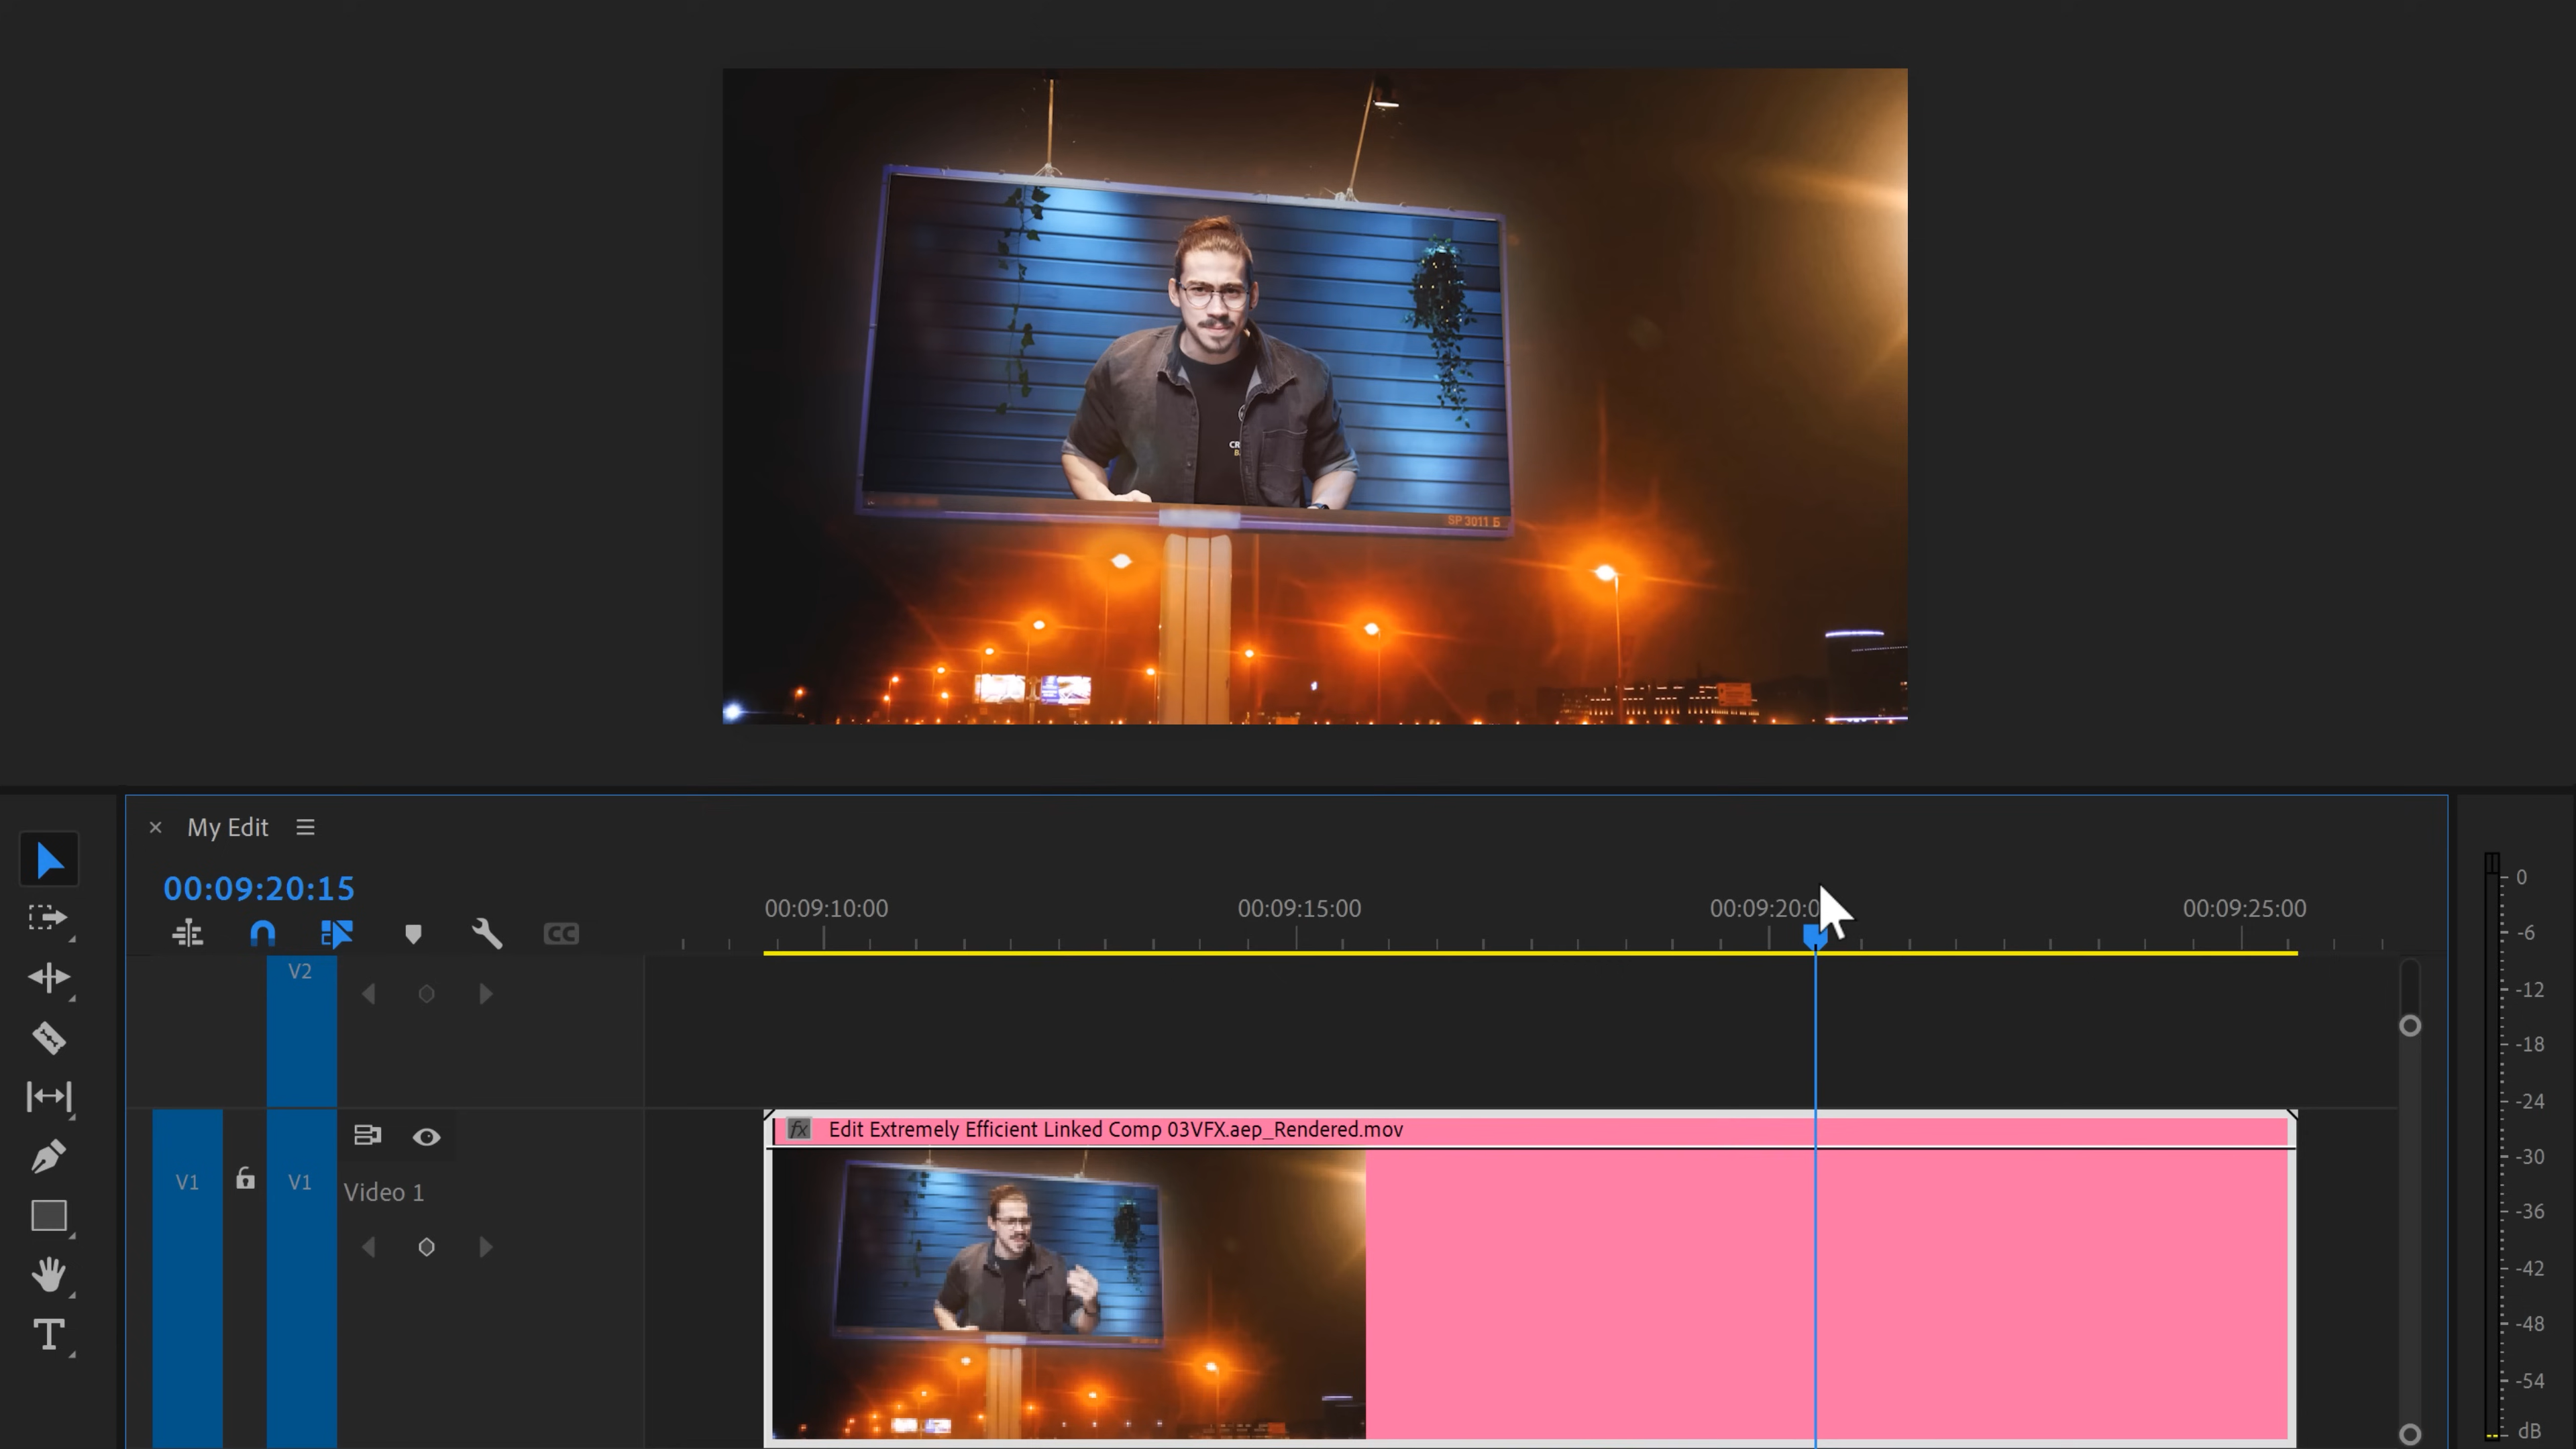 CR
B
SP 3011 Б
My Edit
00:09:20:15
00:09:10:00
00:09:15:00
00:09:20:0
00:09:25:00
CC
V2
fx Edit Extremely Efficient Linked Comp 03VFX.aep_Rendered.mov
V1
V1
Video 1
T
0
-6
-12
-18
-24
-30
-36
-42
-48
-54
dB